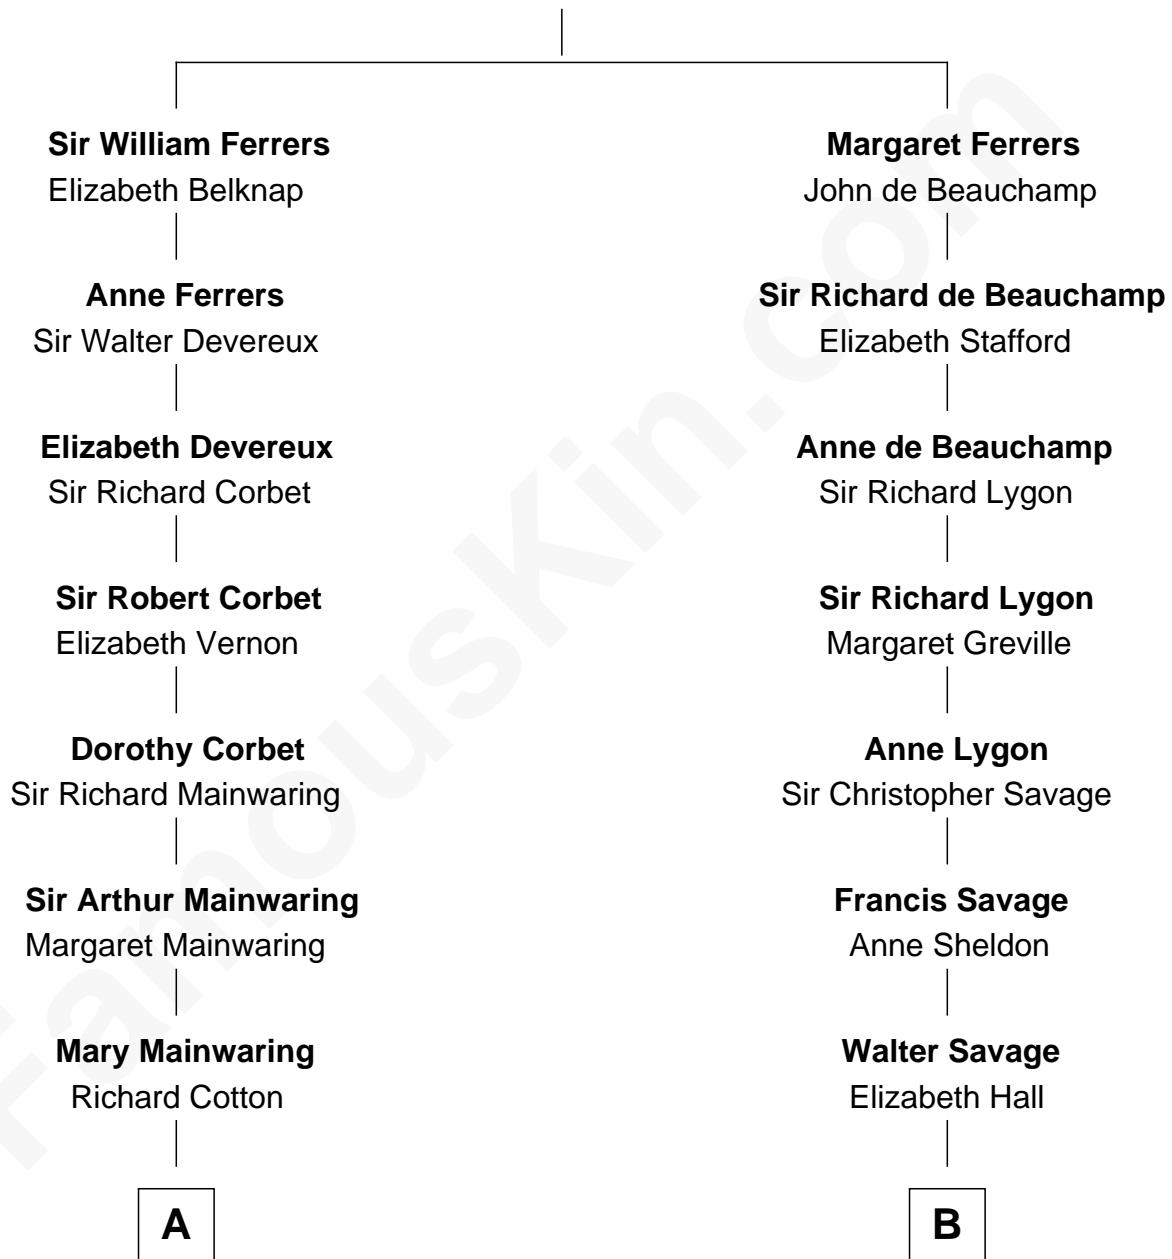 Sir William Ferrers
Elizabeth Belknap
Anne Ferrers
Sir Walter Devereux
Elizabeth Devereux
Sir Richard Corbet
Sir Robert Corbet
Elizabeth Vernon
Dorothy Corbet
Sir Richard Mainwaring
Sir Arthur Mainwaring
Margaret Mainwaring
Mary Mainwaring
Richard Cotton
A
Margaret Ferrers
John de Beauchamp
Sir Richard de Beauchamp
Elizabeth Stafford
Anne de Beauchamp
Sir Richard Lygon
Sir Richard Lygon
Margaret Greville
Anne Lygon
Sir Christopher Savage
Francis Savage
Anne Sheldon
Walter Savage
Elizabeth Hall
B
FamousKin.com